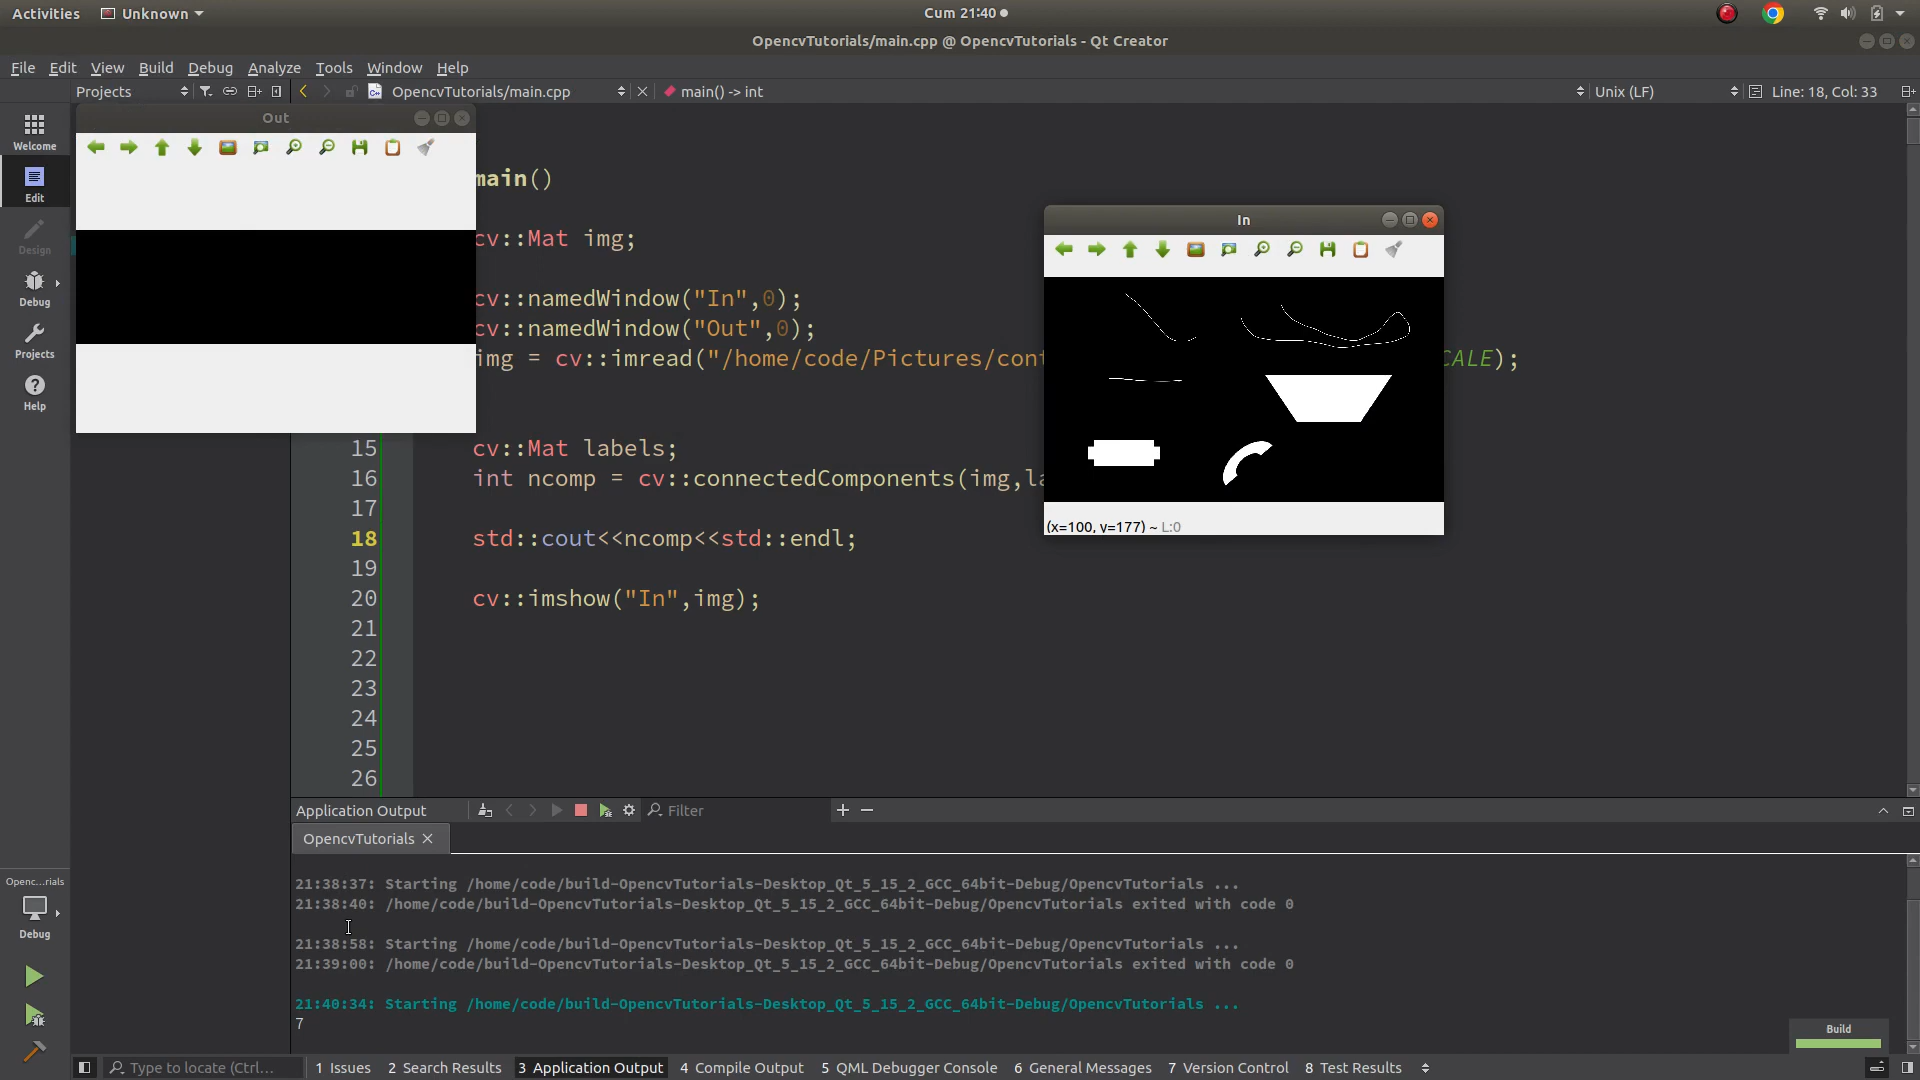 Activities Unknown Cum 21:40
OpencvTutorials/main.cpp @ OpencvTutorials - Qt Creator
File Edit View Build Debug Analyze Tools Window Help
Projects OpencvTutorials/main.cpp main() -> int Unix (LF) Line: 18, Col: 33
Out
Welcome
Edit
Design
Debug
Projects
Help
main()
cv::Mat img;
cv::namedWindow("In",0);
cv::namedWindow("Out",0);
img = cv::imread("/home/code/Pictures/cont CALE);
In
(x=100, y=177) ~ L:0
15 cv::Mat labels;
16 int ncomp = cv::connectedComponents(img,la
17
18 std::cout<<ncomp<<std::endl;
19
20 cv::imshow("In",img);
21
22
23
24
25
26
Application Output Filter
OpencvTutorials
21:38:37: Starting /home/code/build-OpencvTutorials-Desktop_Qt_5_15_2_GCC_64bit-Debug/OpencvTutorials ...
21:38:40: /home/code/build-OpencvTutorials-Desktop_Qt_5_15_2_GCC_64bit-Debug/OpencvTutorials exited with code 0
21:38:58: Starting /home/code/build-OpencvTutorials-Desktop_Qt_5_15_2_GCC_64bit-Debug/OpencvTutorials ...
21:39:00: /home/code/build-OpencvTutorials-Desktop_Qt_5_15_2_GCC_64bit-Debug/OpencvTutorials exited with code 0
21:40:34: Starting /home/code/build-OpencvTutorials-Desktop_Qt_5_15_2_GCC_64bit-Debug/OpencvTutorials ...
7
Openc...rials
Debug
Build
Type to locate (Ctrl... 1 Issues 2 Search Results 3 Application Output 4 Compile Output 5 QML Debugger Console 6 General Messages 7 Version Control 8 Test Results